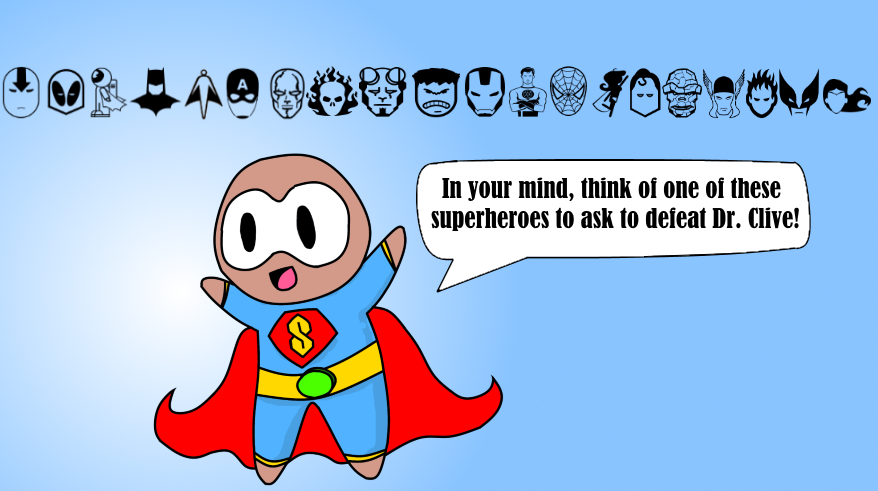 A
In your mind, think of one of these
superheroes to ask to defeat Dr. Clive!
S